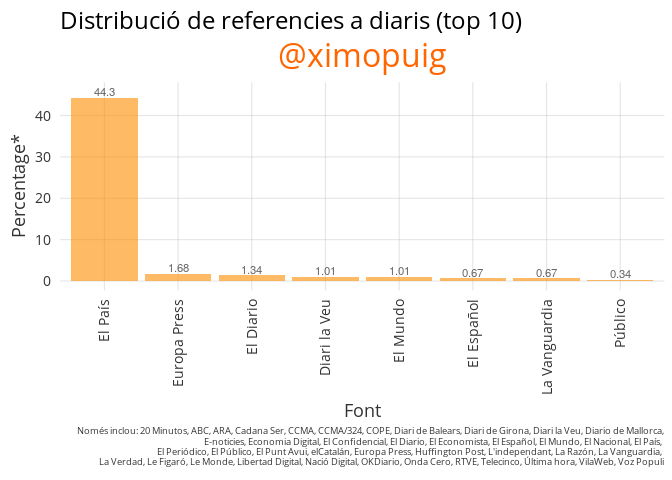 Distribució de referencies a diaris (top 10)
@ximopuig
Percentage*
40
30
20
10
0
44.3
1.68
1.34
1.01
1.01
0.67
0.67
0.34
El País
Europa Press
El Diario
Diari la Veu
El Mundo
El Español
La Vanguardia
Público
Font
Només inclou: 20 Minutos, ABC, ARA, Cadana Ser, CCMA, CCMA/324, COPE, Diari de Balears, Diari de Girona, Diari la Veu, Diario de Mallorca,
E-noticies, Economia Digital, El Confidencial, El Diario, El Economista, El Español, El Mundo, El Nacional, El País,
El Periódico, El Público, El Punt Avui, elCatalán, Europa Press, Huffington Post, L'independant, La Razón, La Vanguardia,
La Verdad, Le Figaró, Le Monde, Libertad Digital, Nació Digital, OKDiario, Onda Cero, RTVE, Telecinco, Última hora, VilaWeb, Voz Populi